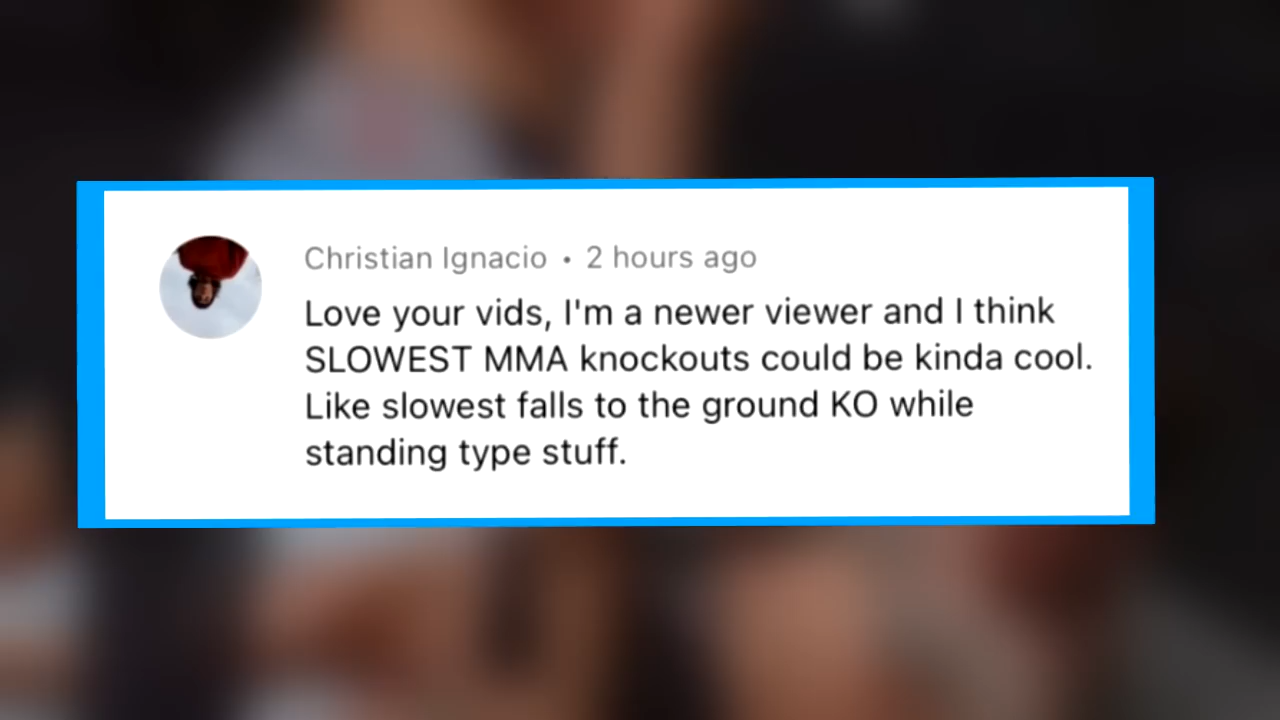 Christian Ignacio • 2 hours ago
Love your vids, I'm a newer viewer and I think
SLOWEST MMA knockouts could be kinda cool.
Like slowest falls to the ground KO while
standing type stuff.